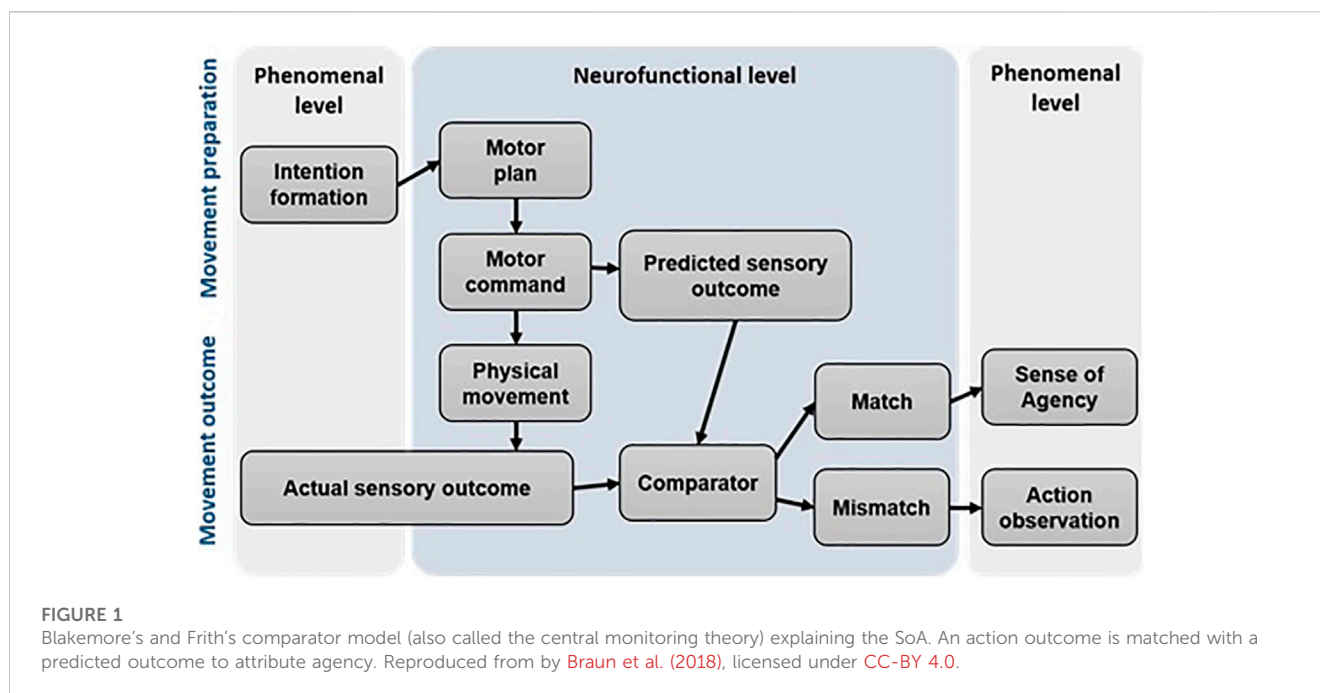 Movement preparation
Movement outcome
Phenomenal
level
Neurofunctional level
Phenomenal
level
Intention
formation
Motor
plan
Motor
command
Predicted sensory
outcome
Physical
movement
Actual sensory outcome
Comparator
Match
Mismatch
Sense of
Agency
Action
observation
FIGURE 1
Blakemore’s and Frith’s comparator model (also called the central monitoring theory) explaining the SoA. An action outcome is matched with a
predicted outcome to attribute agency. Reproduced from by Braun et al. (2018), licensed under CC-BY 4.0.